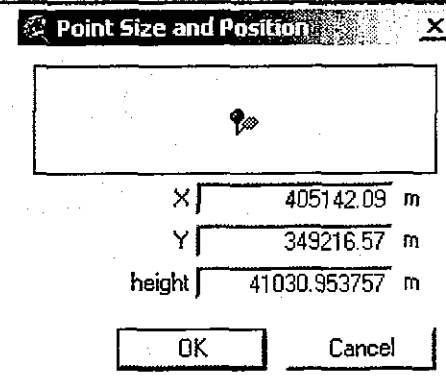 Point Size and Position
X 405142.09 m
Y 349216.57 m
height 41030.953757 m
OK Cancel